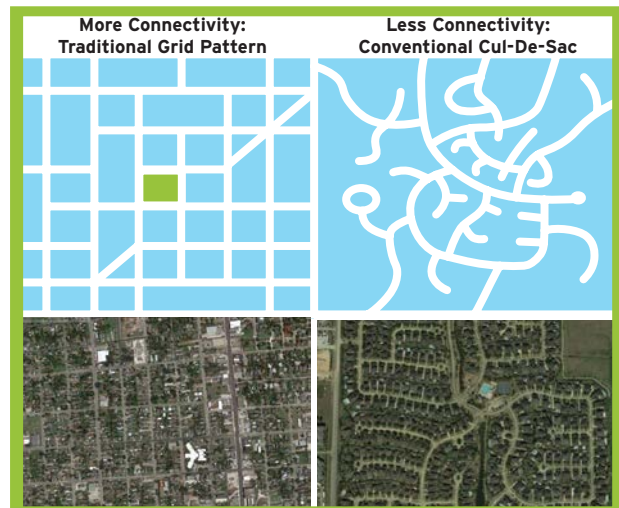 More Connectivity:
Traditional Grid Pattern
Less Connectivity:
Conventional Cul-De-Sac